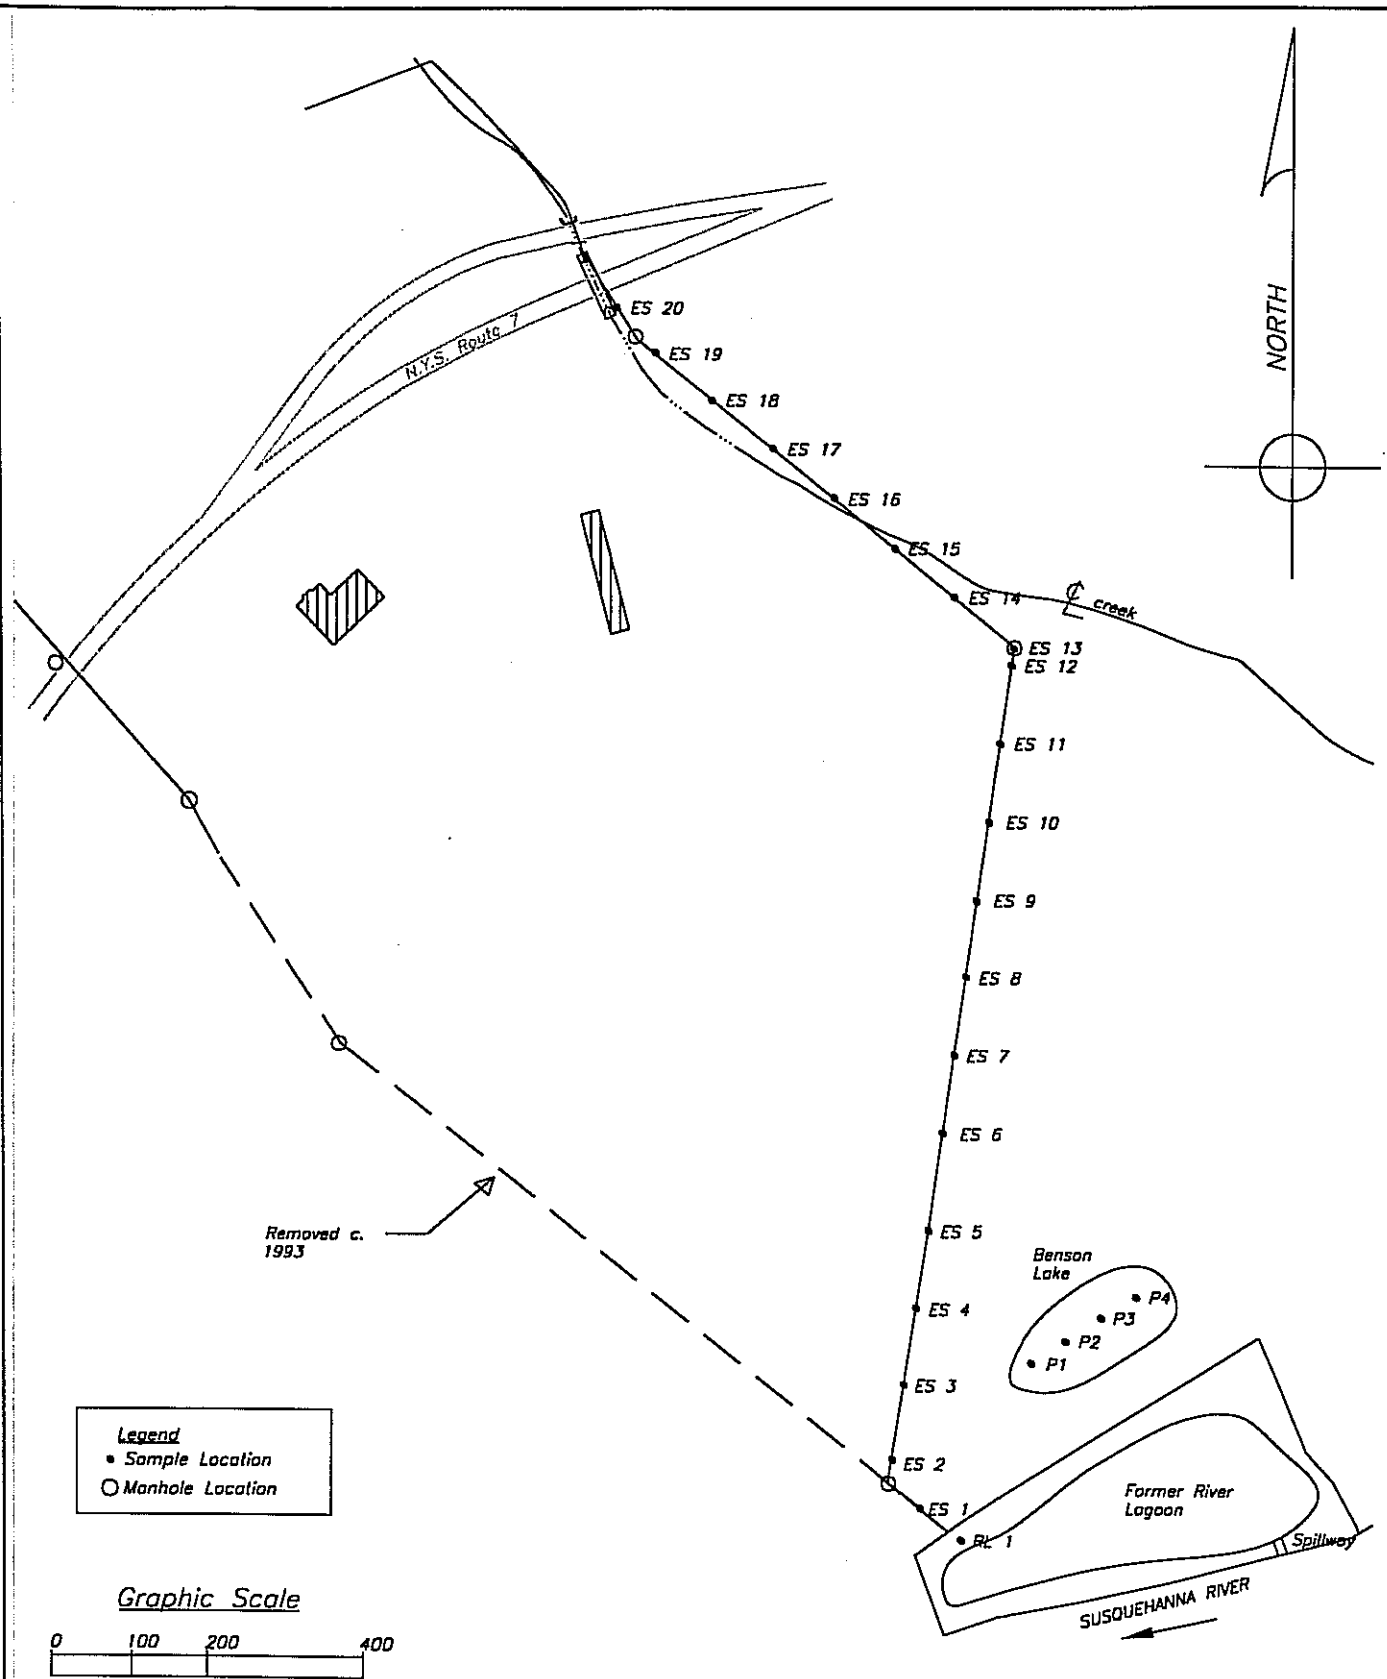 ES 20
ES 19
N.Y.S. Route 7
NORTH
ES 18
ES 17
ES 16
ES 15
ES 14
℄ creek
ES 13
ES 12
ES 11
ES 10
ES 9
ES 8
ES 7
ES 6
Removed c.
1993
ES 5
Benson
Lake
P4
ES 4
P3
P2
P1
ES 3
Legend
Sample Location
Manhole Location
ES 2
ES 1
Former River
Lagoon
RL 1
Spillway
SUSQUEHANNA RIVER
Graphic Scale
0 100 200 400